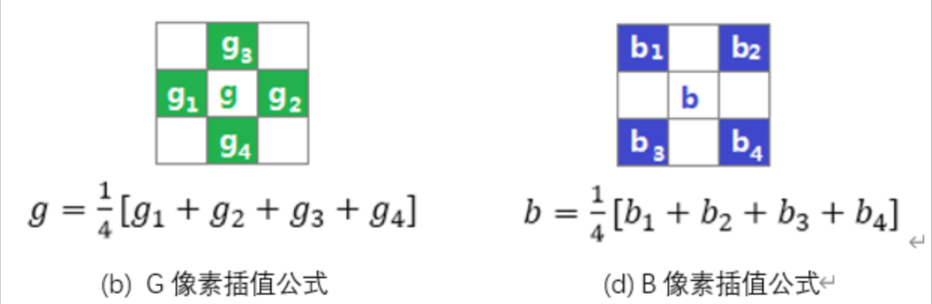 g₃
g₁ g g₂
g₄
g = 1/4 [g₁ + g₂ + g₃ + g₄]
(b) G 像素插值公式
b₁ b₂
b
b₃ b₄
b = 1/4 [b₁ + b₂ + b₃ + b₄]
(d) B 像素插值公式